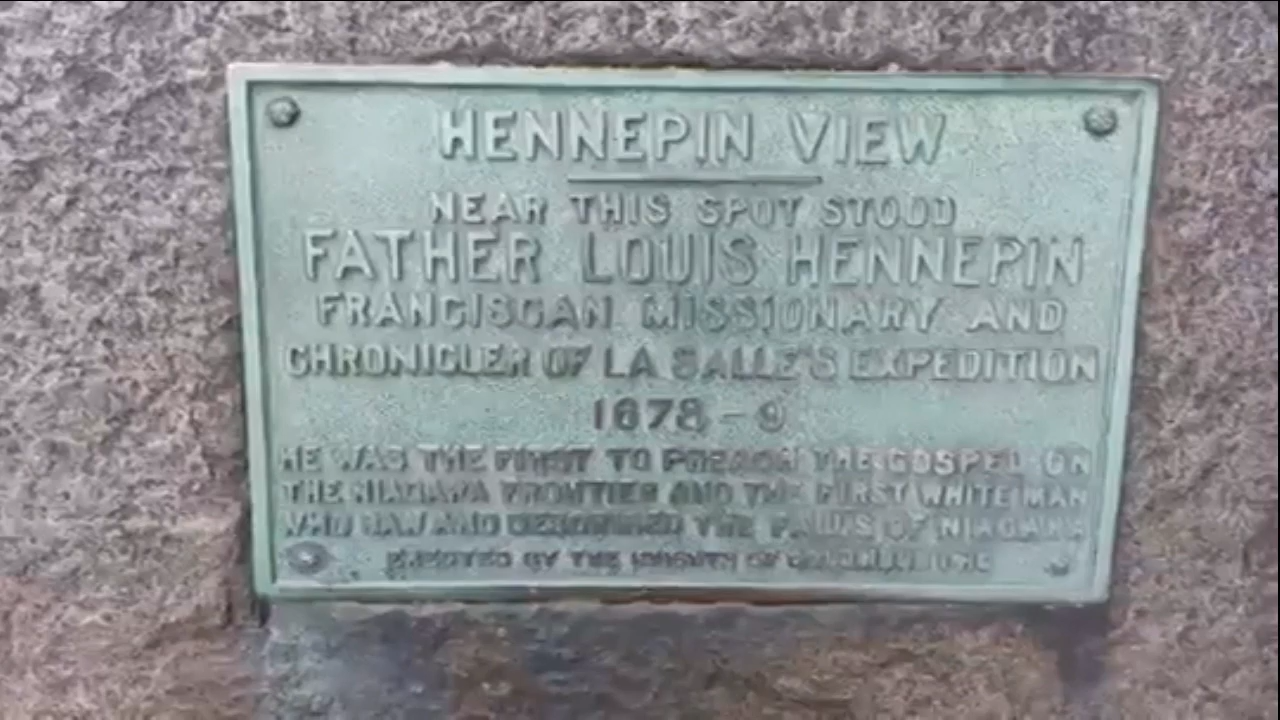 HENNEPIN VIEW
NEAR THIS SPOT STOOD
FATHER LOUIS HENNEPIN
FRANCISCAN MISSIONARY AND
CHRONICLER OF LA SALLE'S EXPEDITION
1678-9
HE WAS THE FIRST TO PREACH THE GOSPEL ON
THE NIAGARA FRONTIER AND THE FIRST WHITE MAN
WHO SAW AND DESCRIBED THE FALLS OF NIAGARA
ERECTED BY THE OF